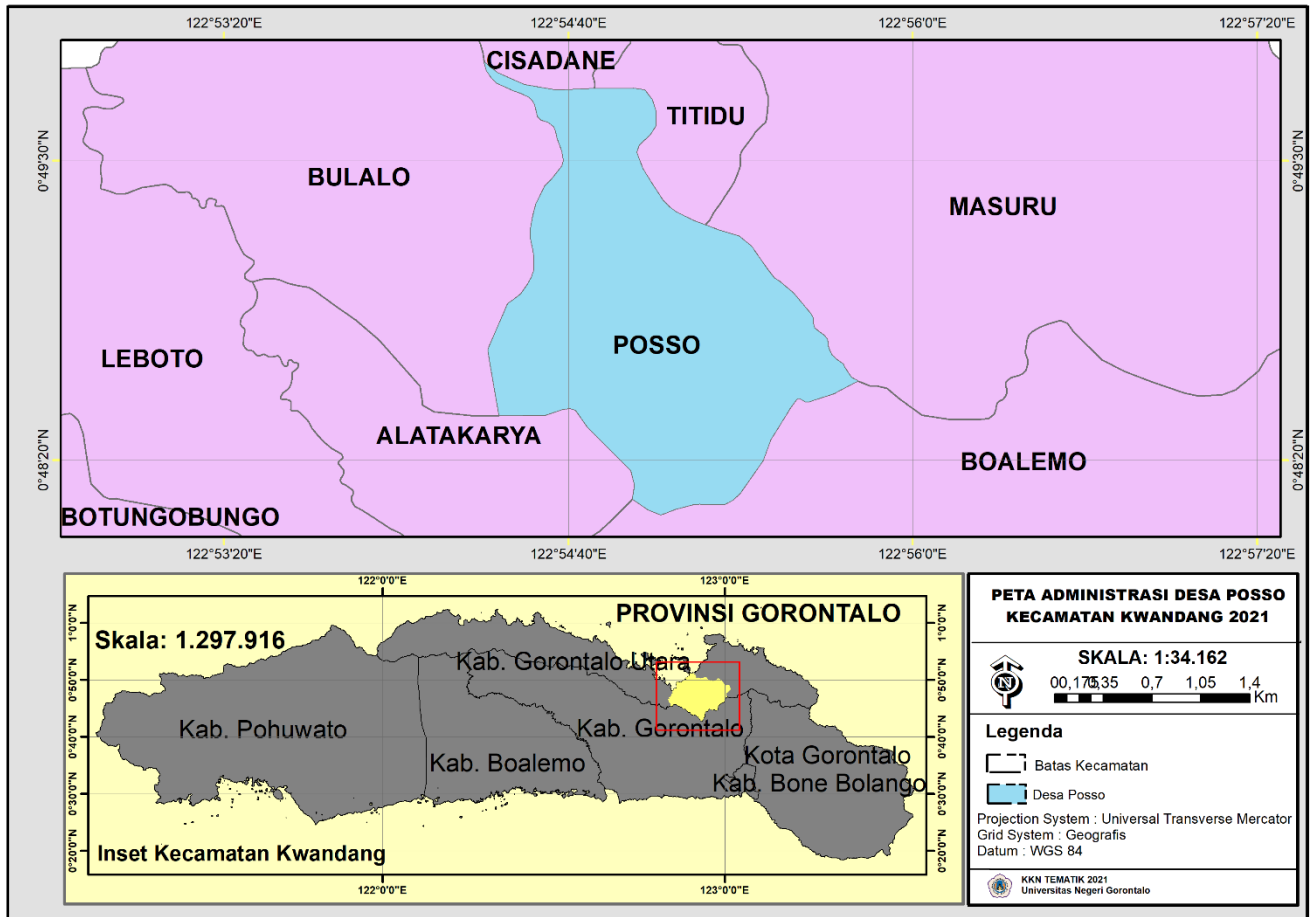 122°53'20"E 122°54'40"E 122°56'0"E 122°57'20"E
CISADANE
TITIDU
0°49'30"N 0°49'30"N
BULALO
MASURU
POSSO
LEBOTO
ALATAKARYA
0°48'20"N 0°48'20"N
BOALEMO
BOTUNGOBUNGO
122°53'20"E 122°54'40"E 122°56'0"E 122°57'20"E
122°0'0"E 123°0'0"E
PROVINSI GORONTALO
1°0'0"N 1°0'0"N
Skala: 1.297.916
Kab. Gorontalo Utara
0°50'0"N 0°50'0"N
Kab. Pohuwato
Kab. Gorontalo
0°40'0"N 0°40'0"N
Kota Gorontalo
Kab. Boalemo
Kab. Bone Bolango
0°30'0"N 0°30'0"N
0°20'0"N 0°20'0"N
Inset Kecamatan Kwandang
122°0'0"E 123°0'0"E
PETA ADMINISTRASI DESA POSSO
KECAMATAN KWANDANG 2021
N
SKALA: 1:34.162
0 0,175 0,35 0,7 1,05 1,4
Km
Legenda
Batas Kecamatan
Desa Posso
Projection System : Universal Transverse Mercator
Grid System : Geografis
Datum : WGS 84
KKN TEMATIK 2021
Universitas Negeri Gorontalo